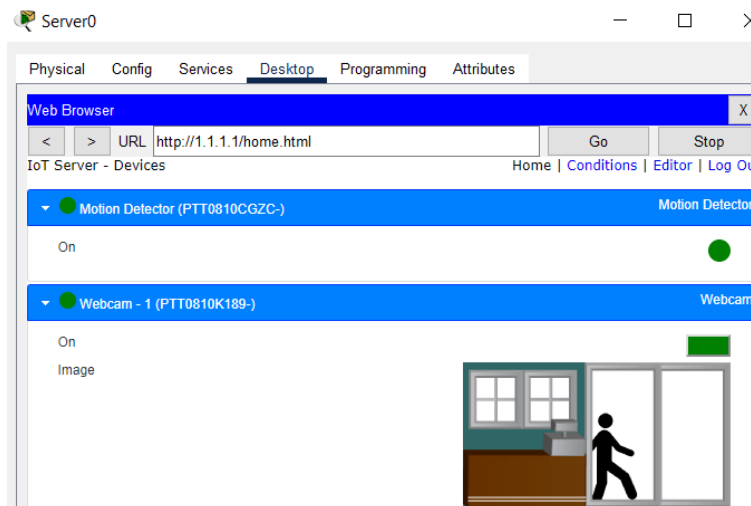 Server0
Physical Config Services Desktop Programming Attributes
Web Browser X
< > URL http://1.1.1.1/home.html Go Stop
IoT Server - Devices Home | Conditions | Editor | Log Ou
Motion Detector (PTT0810CGZC-) Motion Detector
On
Webcam - 1 (PTT0810K189-) Webcam
On
Image